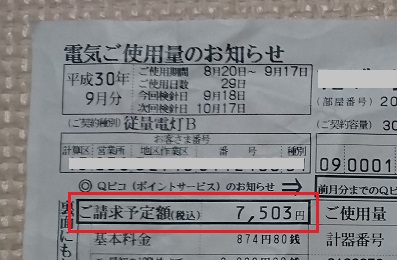 電気ご使用量のお知らせ
平成30年
9月分
ご使用期間 8月20日~ 9月17日
ご使用日数 29日
今回検針日 9月18日
次回検針日 10月17日
(部屋番号) 20
(ご契約種別) 従量電灯B
(ご契約容量) 30
お客さま番号
計算区 営業所 地区作業区 番 号 種別
09 0001
◎ Qピコ (ポイントサービス) のお知らせ ⇒
前月分までのQピ
ご請求予定額(税込) 7,503円
ご使用量
基本料金 874円80銭
計器番号
裏面にも